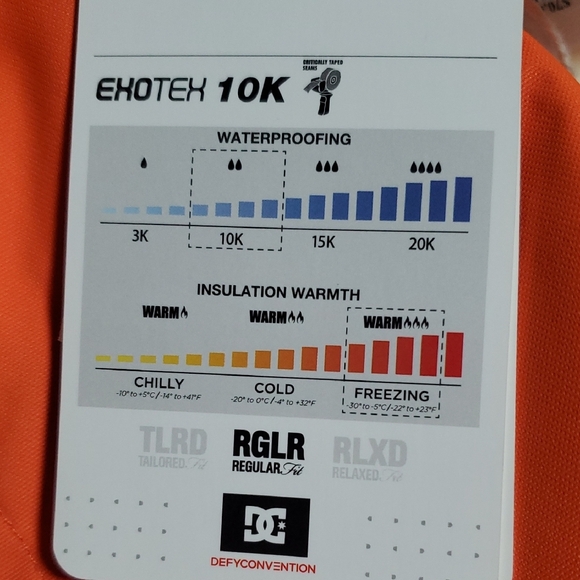 CRITICALLY TAPED
SEAMS
EXOTEX 10K
WATERPROOFING
3K 10K 15K 20K
INSULATION WARMTH
WARM WARM WARM
CHILLY COLD FREEZING
-10° to +5°C/-14° to +41°F -20° to 0°C/-4° to +32°F -30° to -5°C/-22° to +23°F
TLRD RGLR RLXD
TAILORED Fit REGULAR Fit RELAXED Fit
DC
DEFYCONVENTION